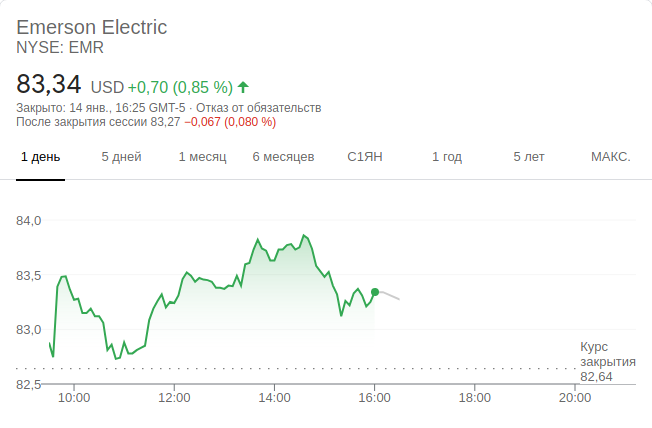 Emerson Electric
NYSE: EMR
83,34 USD +0,70 (0,85 %)
Закрыто: 14 янв., 16:25 GMT-5 · Отказ от обязательств
После закрытия сессии 83,27 −0,067 (0,080 %)
1 день 5 дней 1 месяц 6 месяцев С1ЯН 1 год 5 лет МАКС.
84,0
83,5
83,0
Курс
закрытия
82,64
82,5
10:00 12:00 14:00 16:00 18:00 20:00